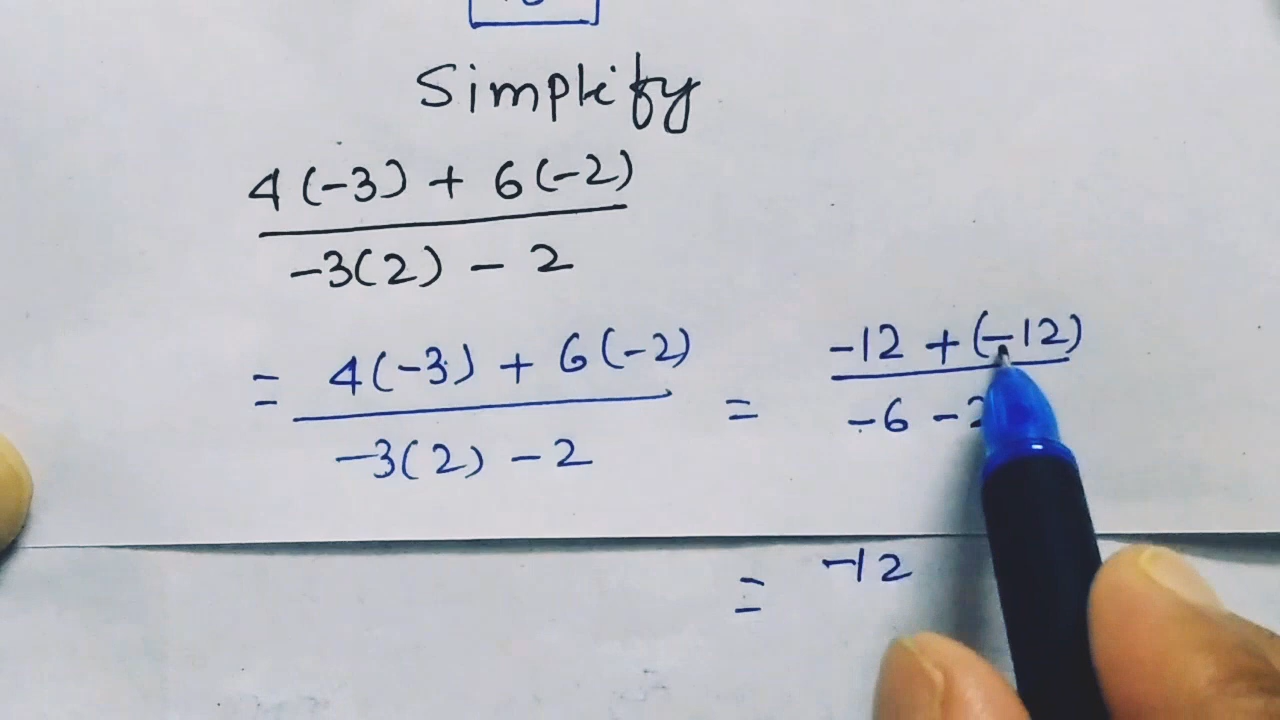 Simplify
4(-3) + 6(-2)
-3(2) - 2
= 4(-3) + 6(-2)
-3(2) - 2
= -12 + (-12)
-6 - 2
= -12